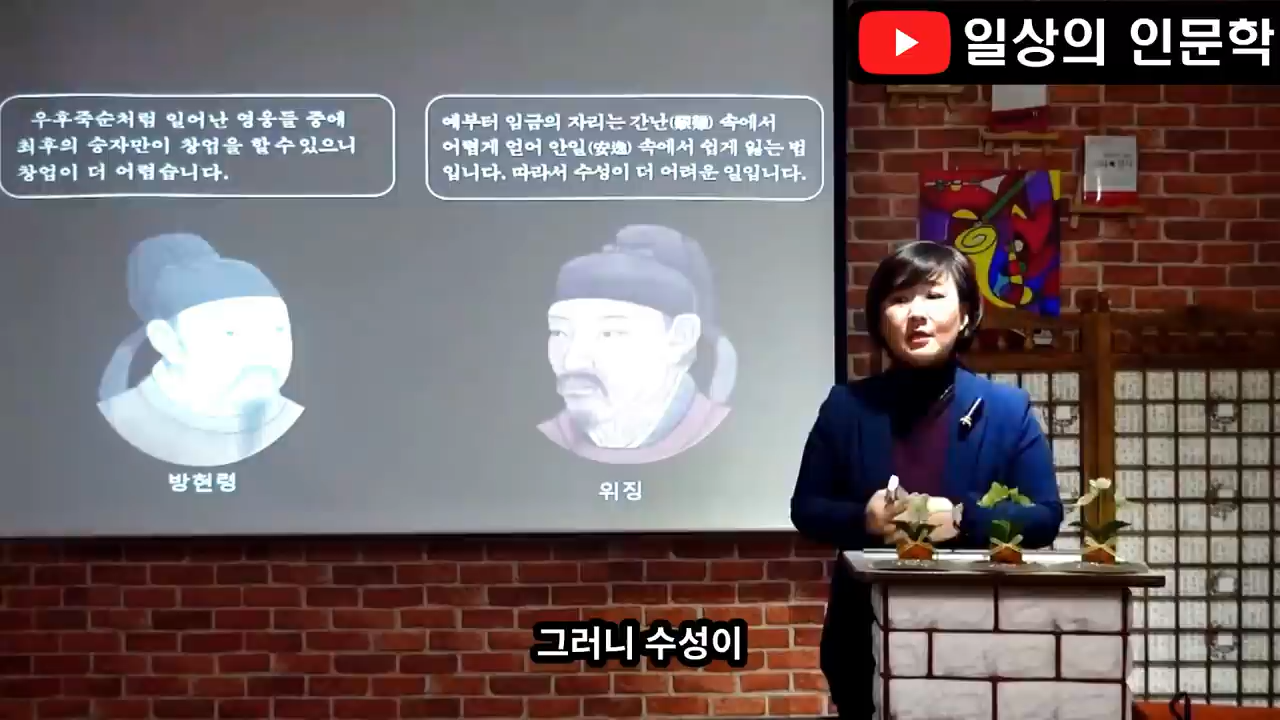 일상의 인문학
우후죽순처럼 일어난 영웅들 중에
최후의 승자만이 창업을 할 수 있으니
창업이 더 어렵습니다.
예부터 임금의 자리는 간난(艱難) 속에서
어렵게 얻어 안일(安逸) 속에서 쉽게 잃는 법
입니다. 따라서 수성이 더 어려운 일입니다.
방현령
위징
그러니 수성이